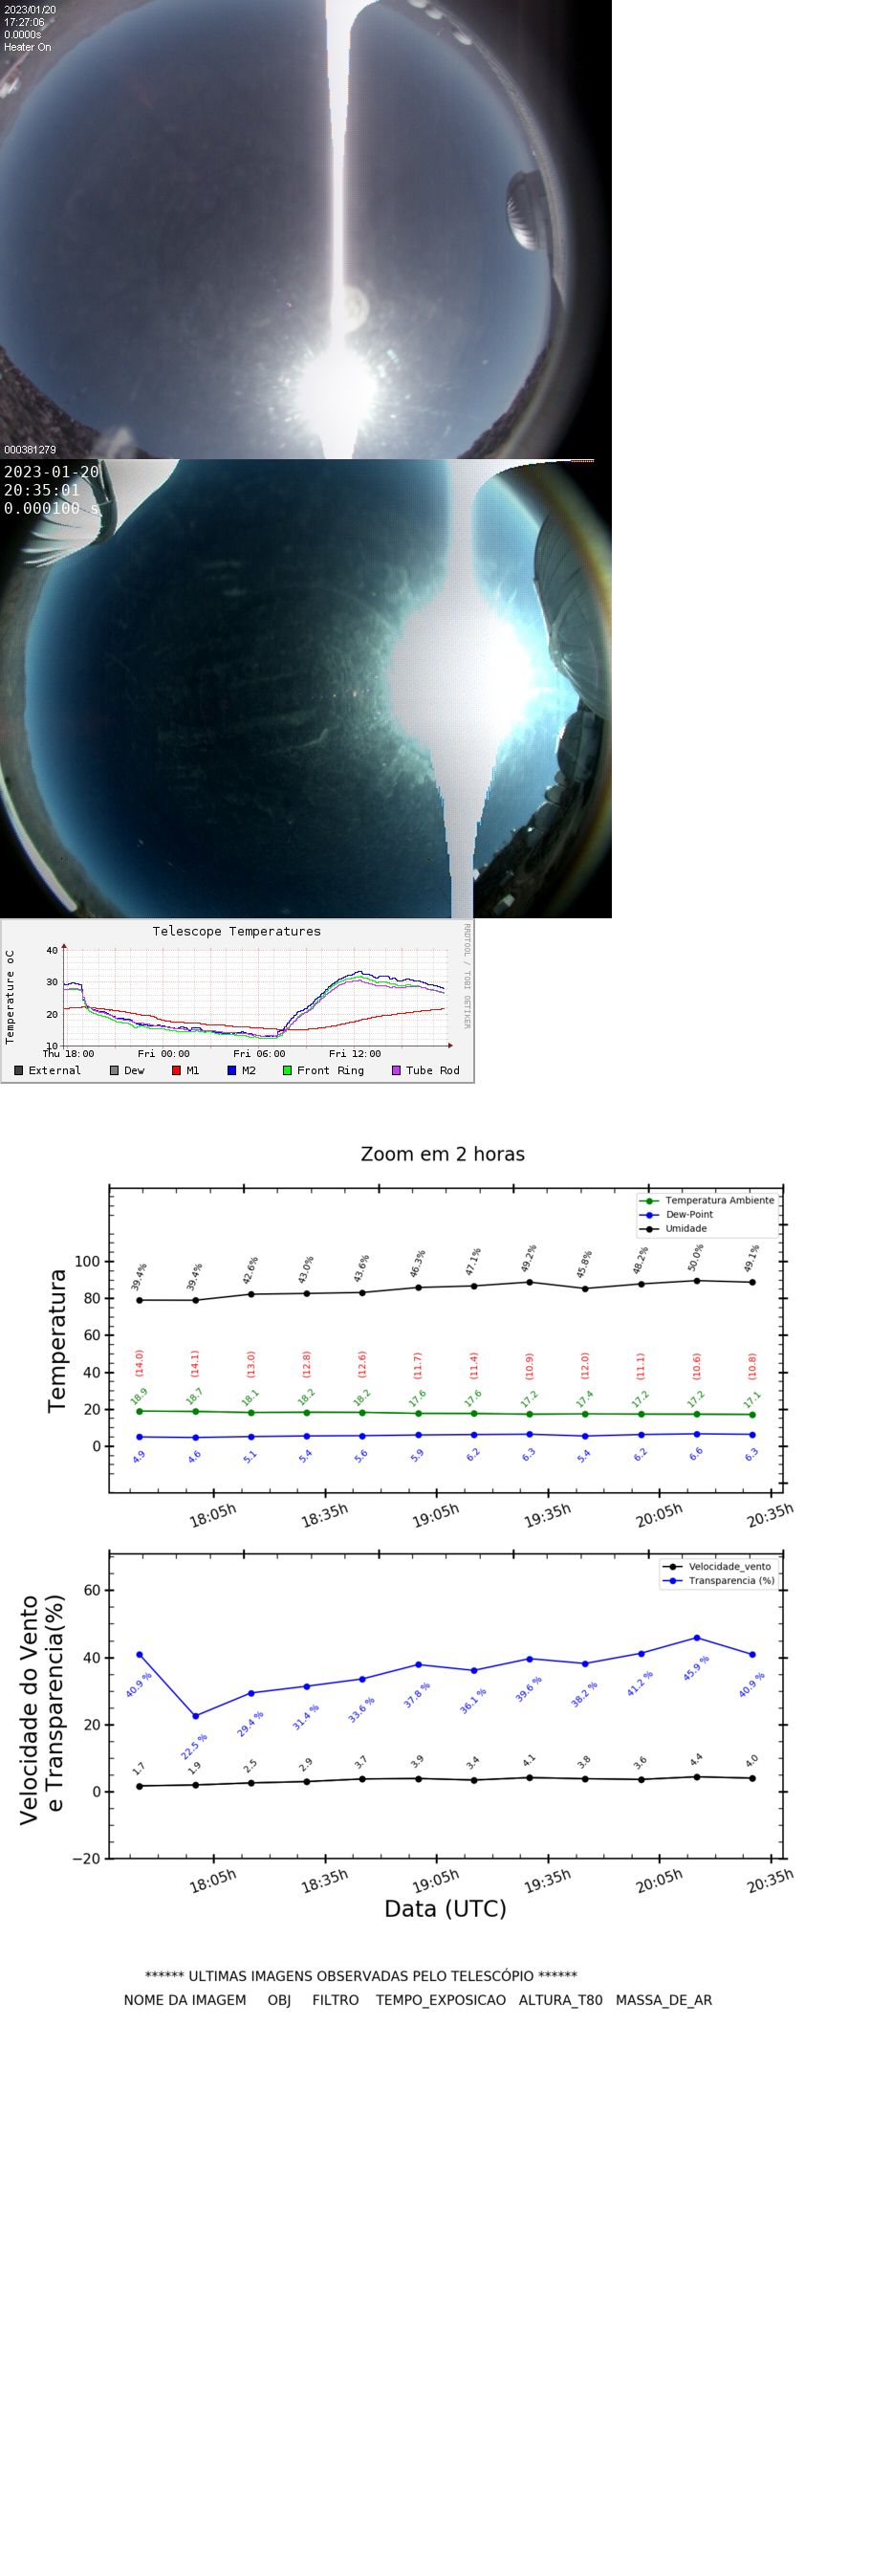 2023/01/20
17:27:06
0.0000s
Heater On
000381279
2023-01-20
20:35:01
0.000100 s
Telescope Temperatures
RRDTOOL / TOBI OETIKER
Temperature oC
40
30
20
10
Thu 18:00 Fri 00:00 Fri 06:00 Fri 12:00
External Dew M1 M2 Front Ring Tube Rod
Zoom em 2 horas
Temperatura Ambiente
Dew-Point
Umidade
Temperatura
100
80
60
40
20
0
39.4% 39.4% 42.6% 43.0% 43.6% 46.3% 47.1% 49.2% 45.8% 48.2% 50.0% 49.1%
(14.0) (14.1) (13.0) (12.8) (12.6) (11.7) (11.4) (10.9) (12.0) (11.1) (10.6) (10.8)
18.9 18.7 18.1 18.2 18.2 17.6 17.6 17.2 17.4 17.2 17.2 17.1
4.9 4.6 5.1 5.4 5.6 5.9 6.2 6.3 5.4 6.2 6.6 6.3
18:05h 18:35h 19:05h 19:35h 20:05h 20:35h
Velocidade_vento
Transparencia (%)
Velocidade do Vento
e Transparencia(%)
60
40
20
0
−20
40.9 % 22.5 % 29.4 % 31.4 % 33.6 % 37.8 % 36.1 % 39.6 % 38.2 % 41.2 % 45.9 % 40.9 %
1.7 1.9 2.5 2.9 3.7 3.9 3.4 4.1 3.8 3.6 4.4 4.0
18:05h 18:35h 19:05h 19:35h 20:05h 20:35h
Data (UTC)
****** ULTIMAS IMAGENS OBSERVADAS PELO TELESCÓPIO ******
NOME DA IMAGEM OBJ FILTRO TEMPO_EXPOSICAO ALTURA_T80 MASSA_DE_AR